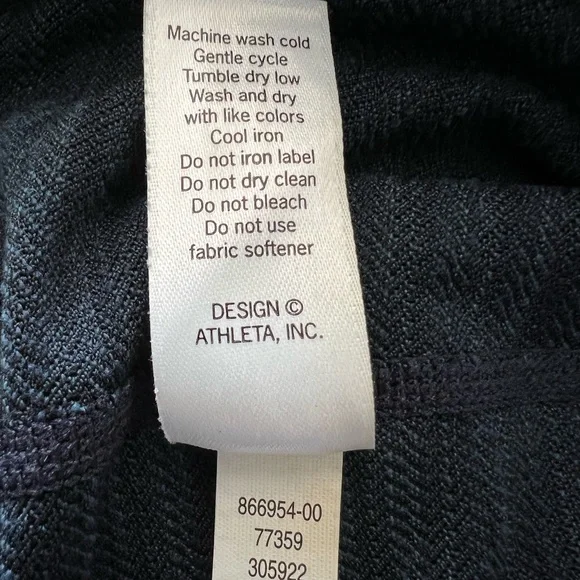 Machine wash cold
Gentle cycle
Tumble dry low
Wash and dry
with like colors
Cool iron
Do not iron label
Do not dry clean
Do not bleach
Do not use
fabric softener
DESIGN ©
ATHLETA, INC.
866954-00
77359
305922